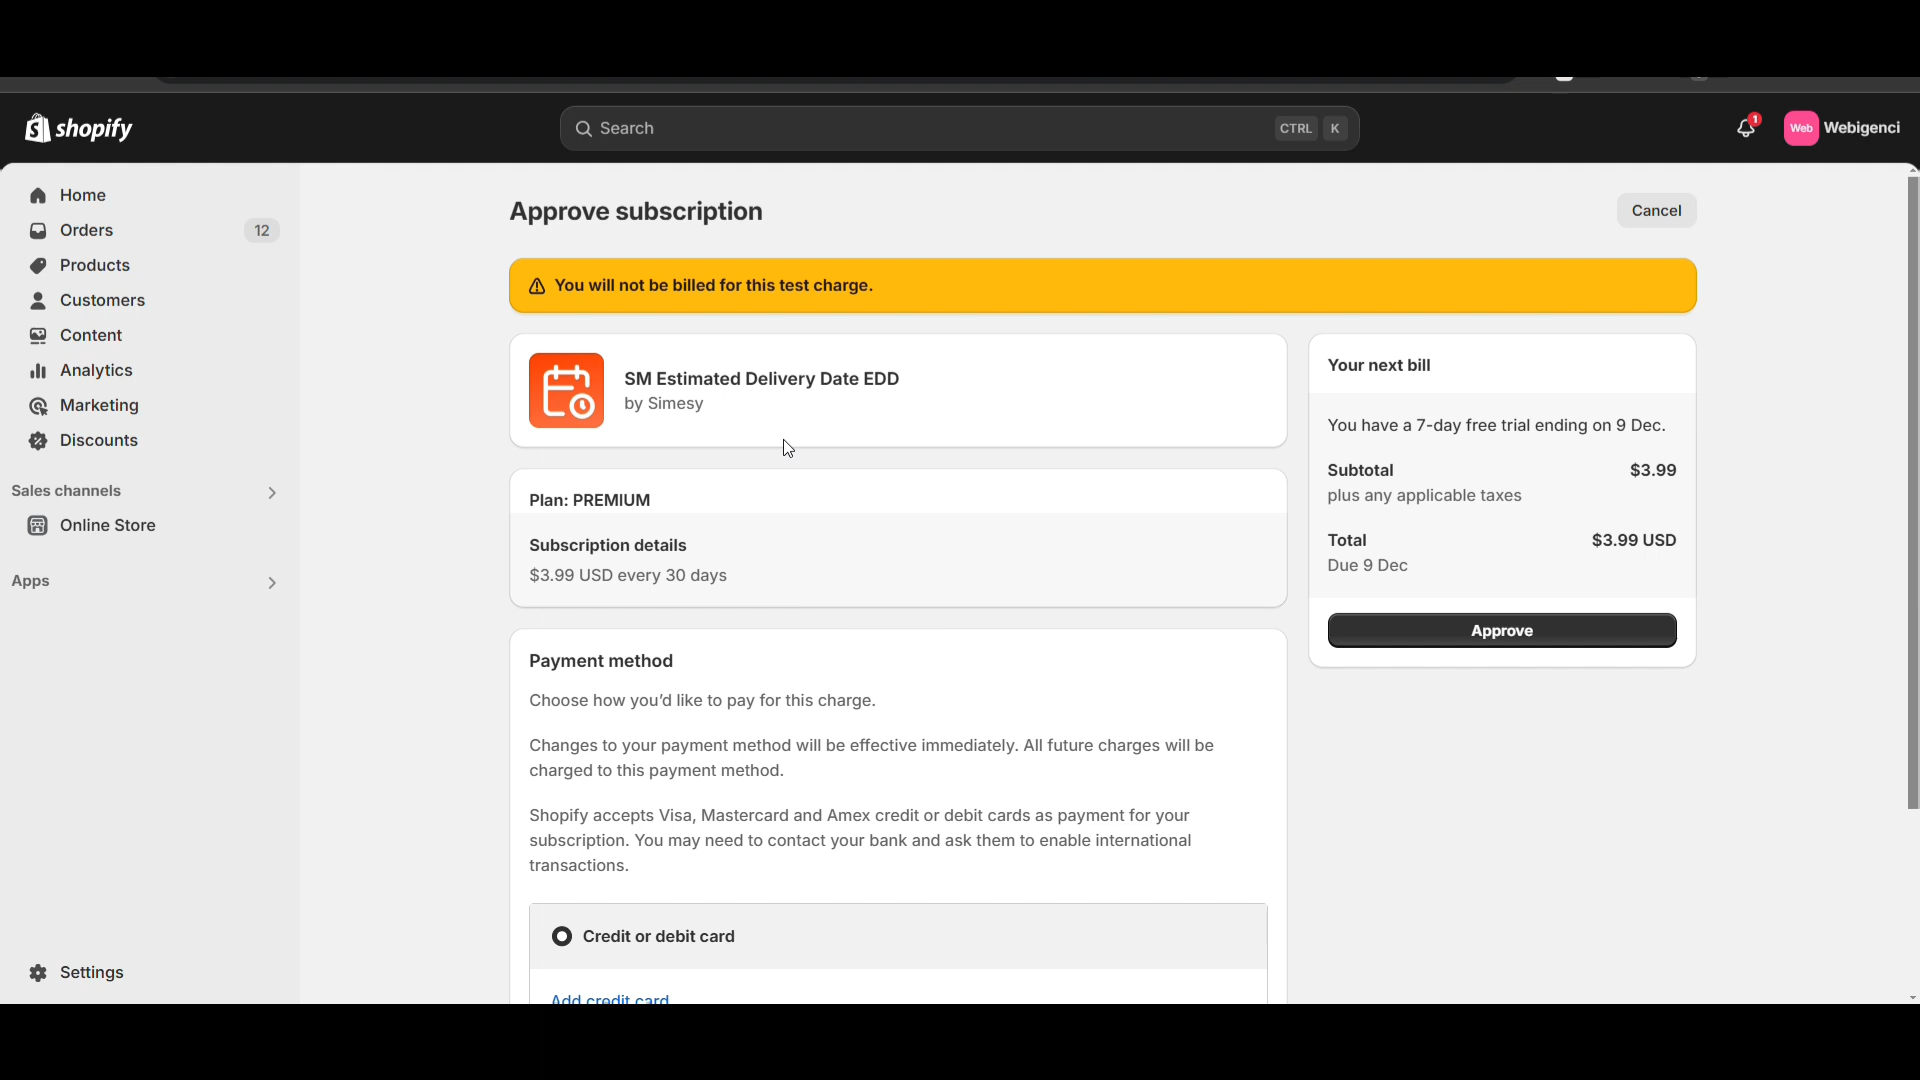 shopify
Search
CTRL K
1
Web
Webigenci
Home
Orders
12
Products
Customers
Content
Analytics
Marketing
Discounts
Sales channels
Online Store
Apps
Settings
Approve subscription
Cancel
You will not be billed for this test charge.
SM Estimated Delivery Date EDD
by Simesy
Plan: PREMIUM
Subscription details
$3.99 USD every 30 days
Payment method
Choose how you’d like to pay for this charge.
Changes to your payment method will be effective immediately. All future charges will be
charged to this payment method.
Shopify accepts Visa, Mastercard and Amex credit or debit cards as payment for your
subscription. You may need to contact your bank and ask them to enable international
transactions.
Credit or debit card
Add credit card
Your next bill
You have a 7-day free trial ending on 9 Dec.
Subtotal $3.99
plus any applicable taxes
Total $3.99 USD
Due 9 Dec
Approve